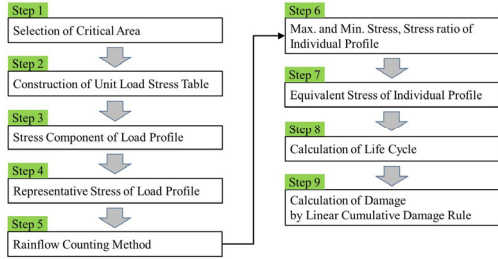 Step 1
Selection of Critical Area
Step 2
Construction of Unit Load Stress Table
Step 3
Stress Component of Load Profile
Step 4
Representative Stress of Load Profile
Step 5
Rainflow Counting Method
Step 6
Max. and Min. Stress, Stress ratio of
Individual Profile
Step 7
Equivalent Stress of Individual Profile
Step 8
Calculation of Life Cycle
Step 9
Calculation of Damage
by Linear Cumulative Damage Rule